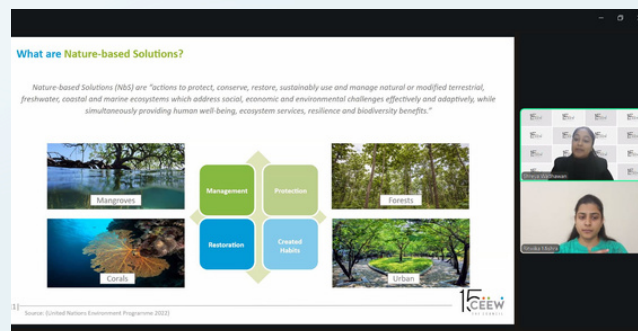 What are Nature-based Solutions?
Nature-based Solutions (NbS) are "actions to protect, conserve, restore, sustainably use and manage natural or modified terrestrial,
freshwater, coastal and marine ecosystems which address social, economic and environmental challenges effectively and adaptively, while
simultaneously providing human well-being, ecosystem services, resilience and biodiversity benefits."
Mangroves
Management
Protection
Forests
Corals
Restoration
Created
Habits
Urban
Source: (United Nations Environment Programme 2022)
15 CEEW
THE COUNCIL